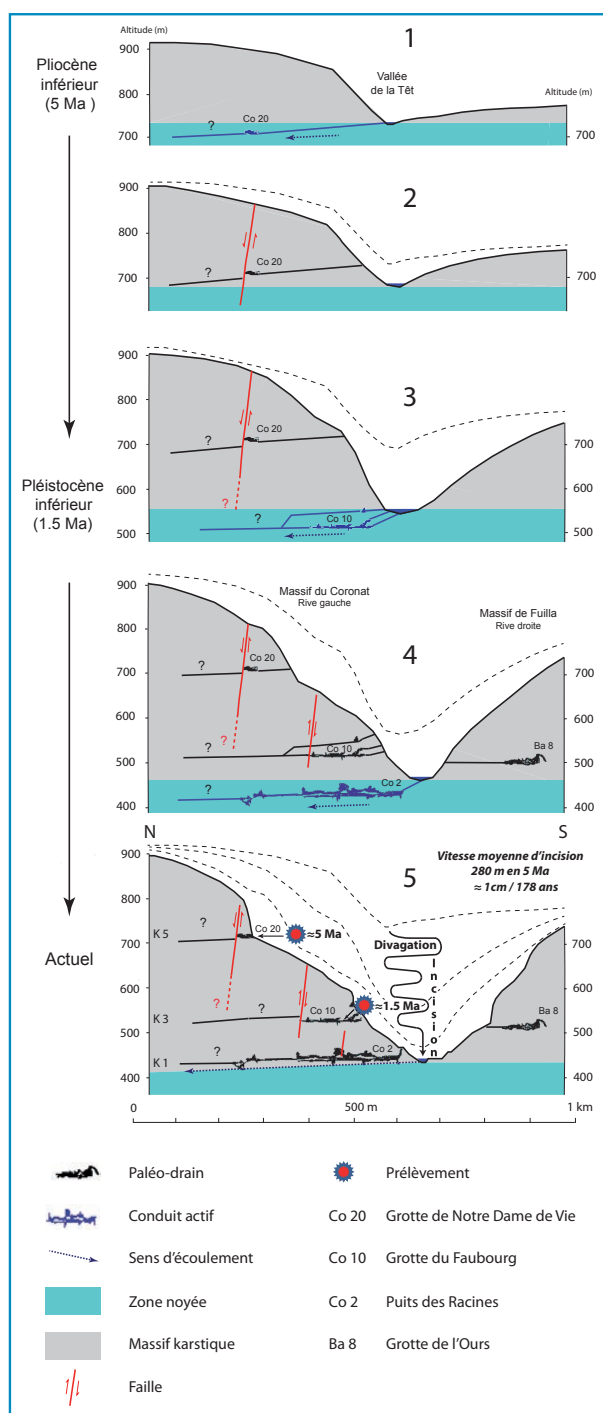 Altitude (m)
1
Pliocène
inférieur
(5 Ma )
900
800
700
Vallée
de la Têt
Altitude (m)
700
?
Co 20
2
900
800
700
?
Co 20
700
3
900
800
700
600
500
?
Co 20
?
?
Co 10
700
600
500
Pléistocène
inférieur
(1.5 Ma)
4
900
800
700
600
500
400
Massif du Coronat
Rive gauche
Massif de Fuilla
Rive droite
?
Co 20
?
?
Co 10
?
Co 2
Ba 8
700
600
500
400
N
S
5
Vitesse moyenne d'incision
280 m en 5 Ma
≈ 1cm / 178 ans
Actuel
900
800
700
600
500
400
K 5
K 3
K 1
?
Co 20
≈5 Ma
?
?
Co 10
≈1.5 Ma
?
Co 2
Divagation
Incision
Ba 8
700
600
500
400
0
500 m
1 km
Paléo-drain
Prélèvement
Conduit actif
Co 20
Grotte de Notre Dame de Vie
Sens d'écoulement
Co 10
Grotte du Faubourg
Zone noyée
Co 2
Puits des Racines
Massif karstique
Ba 8
Grotte de l'Ours
Faille